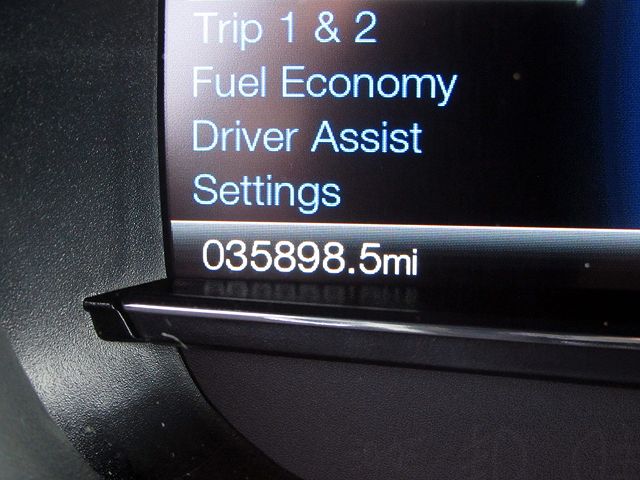 Trip 1 & 2
Fuel Economy
Driver Assist
Settings
035898.5mi